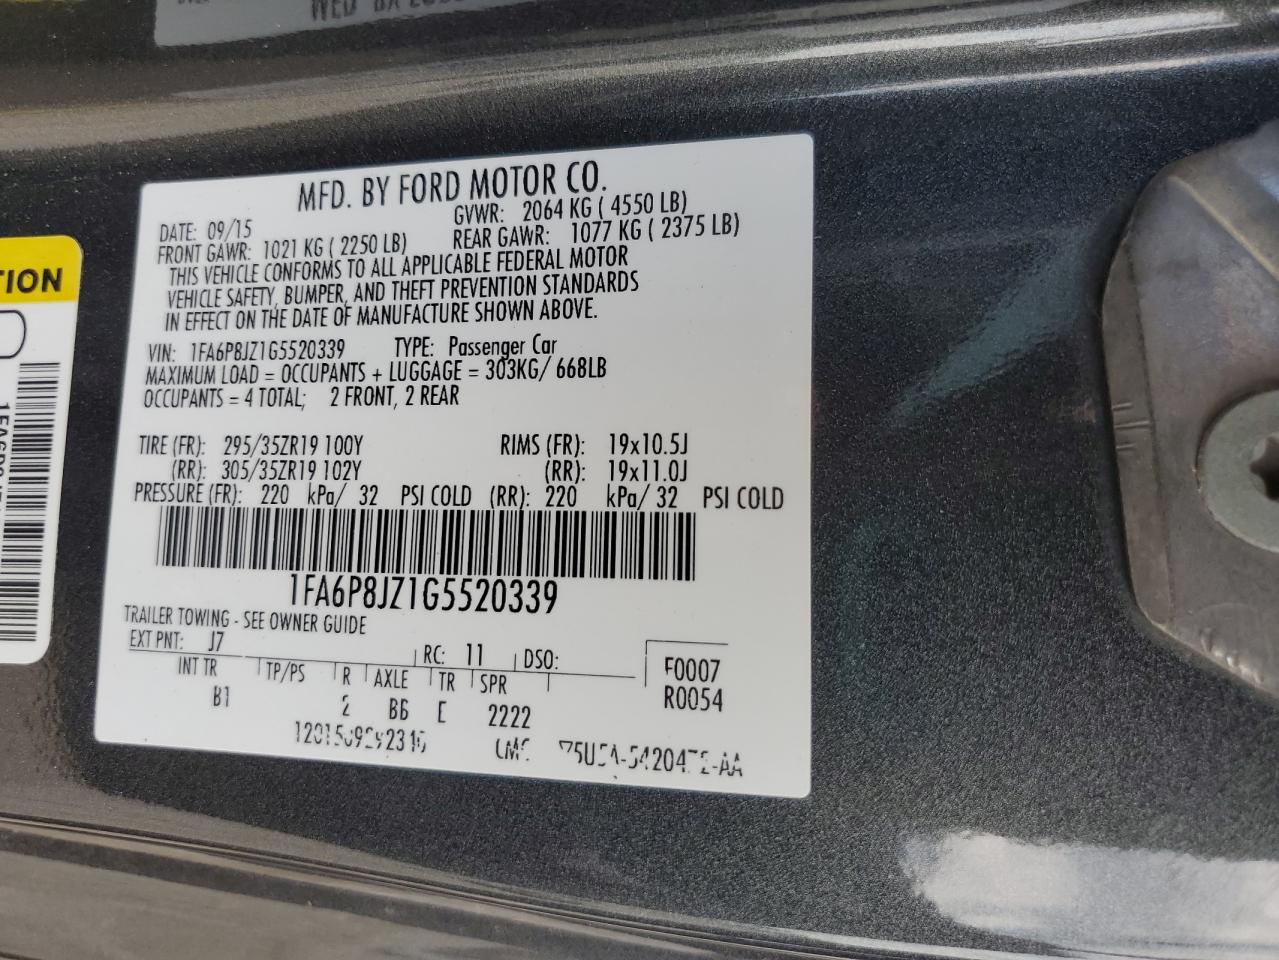 TION
MFD. BY FORD MOTOR CO.
DATE: 09/15 GVWR: 2064 KG ( 4550 LB)
FRONT GAWR: 1021 KG ( 2250 LB) REAR GAWR: 1077 KG ( 2375 LB)
THIS VEHICLE CONFORMS TO ALL APPLICABLE FEDERAL MOTOR
VEHICLE SAFETY, BUMPER, AND THEFT PREVENTION STANDARDS
IN EFFECT ON THE DATE OF MANUFACTURE SHOWN ABOVE.
VIN: 1FA6P8JZ1G5520339 TYPE: Passenger Car
MAXIMUM LOAD = OCCUPANTS + LUGGAGE = 303KG/ 668LB
OCCUPANTS = 4 TOTAL; 2 FRONT, 2 REAR
TIRE (FR): 295/35ZR19 100Y RIMS (FR): 19x10.5J
(RR): 305/35ZR19 102Y (RR): 19x11.0J
PRESSURE (FR): 220 kPa/ 32 PSI COLD (RR): 220 kPa/ 32 PSI COLD
1FA6P8JZ1G5520339
TRAILER TOWING - SEE OWNER GUIDE
EXT PNT: J7 RC: 11 DSO: F0007
INT TR TP/PS R AXLE TR SPR R0054
B1 2 B6 E 2222